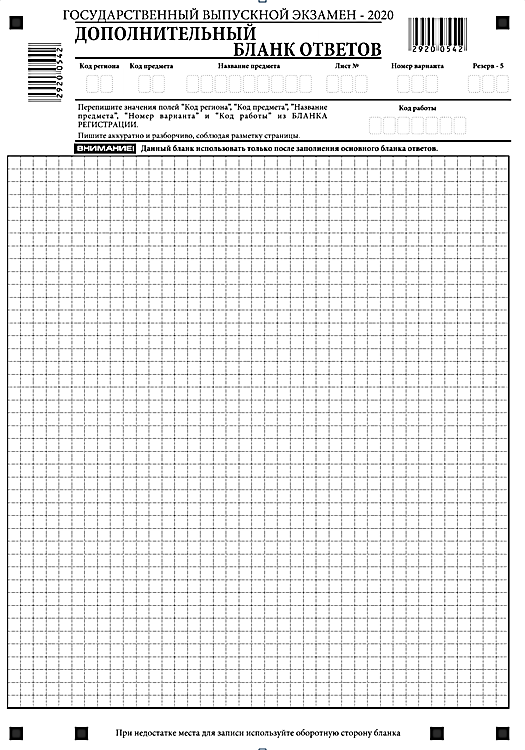 ГОСУДАРСТВЕННЫЙ ВЫПУСКНОЙ ЭКЗАМЕН - 2020
ДОПОЛНИТЕЛЬНЫЙ
БЛАНК ОТВЕТОВ
2920 0542
2920 0542
Код региона Код предмета Название предмета Лист № Номер варианта Резерв - 5
Перепишите значения полей "Код региона", "Код предмета", "Название
предмета", "Номер варианта" и "Код работы" из БЛАНКА
РЕГИСТРАЦИИ.
Пишите аккуратно и разборчиво, соблюдая разметку страницы.
Код работы
ВНИМАНИЕ! Данный бланк использовать только после заполнения основного бланка ответов.
При недостатке места для записи используйте оборотную сторону бланка